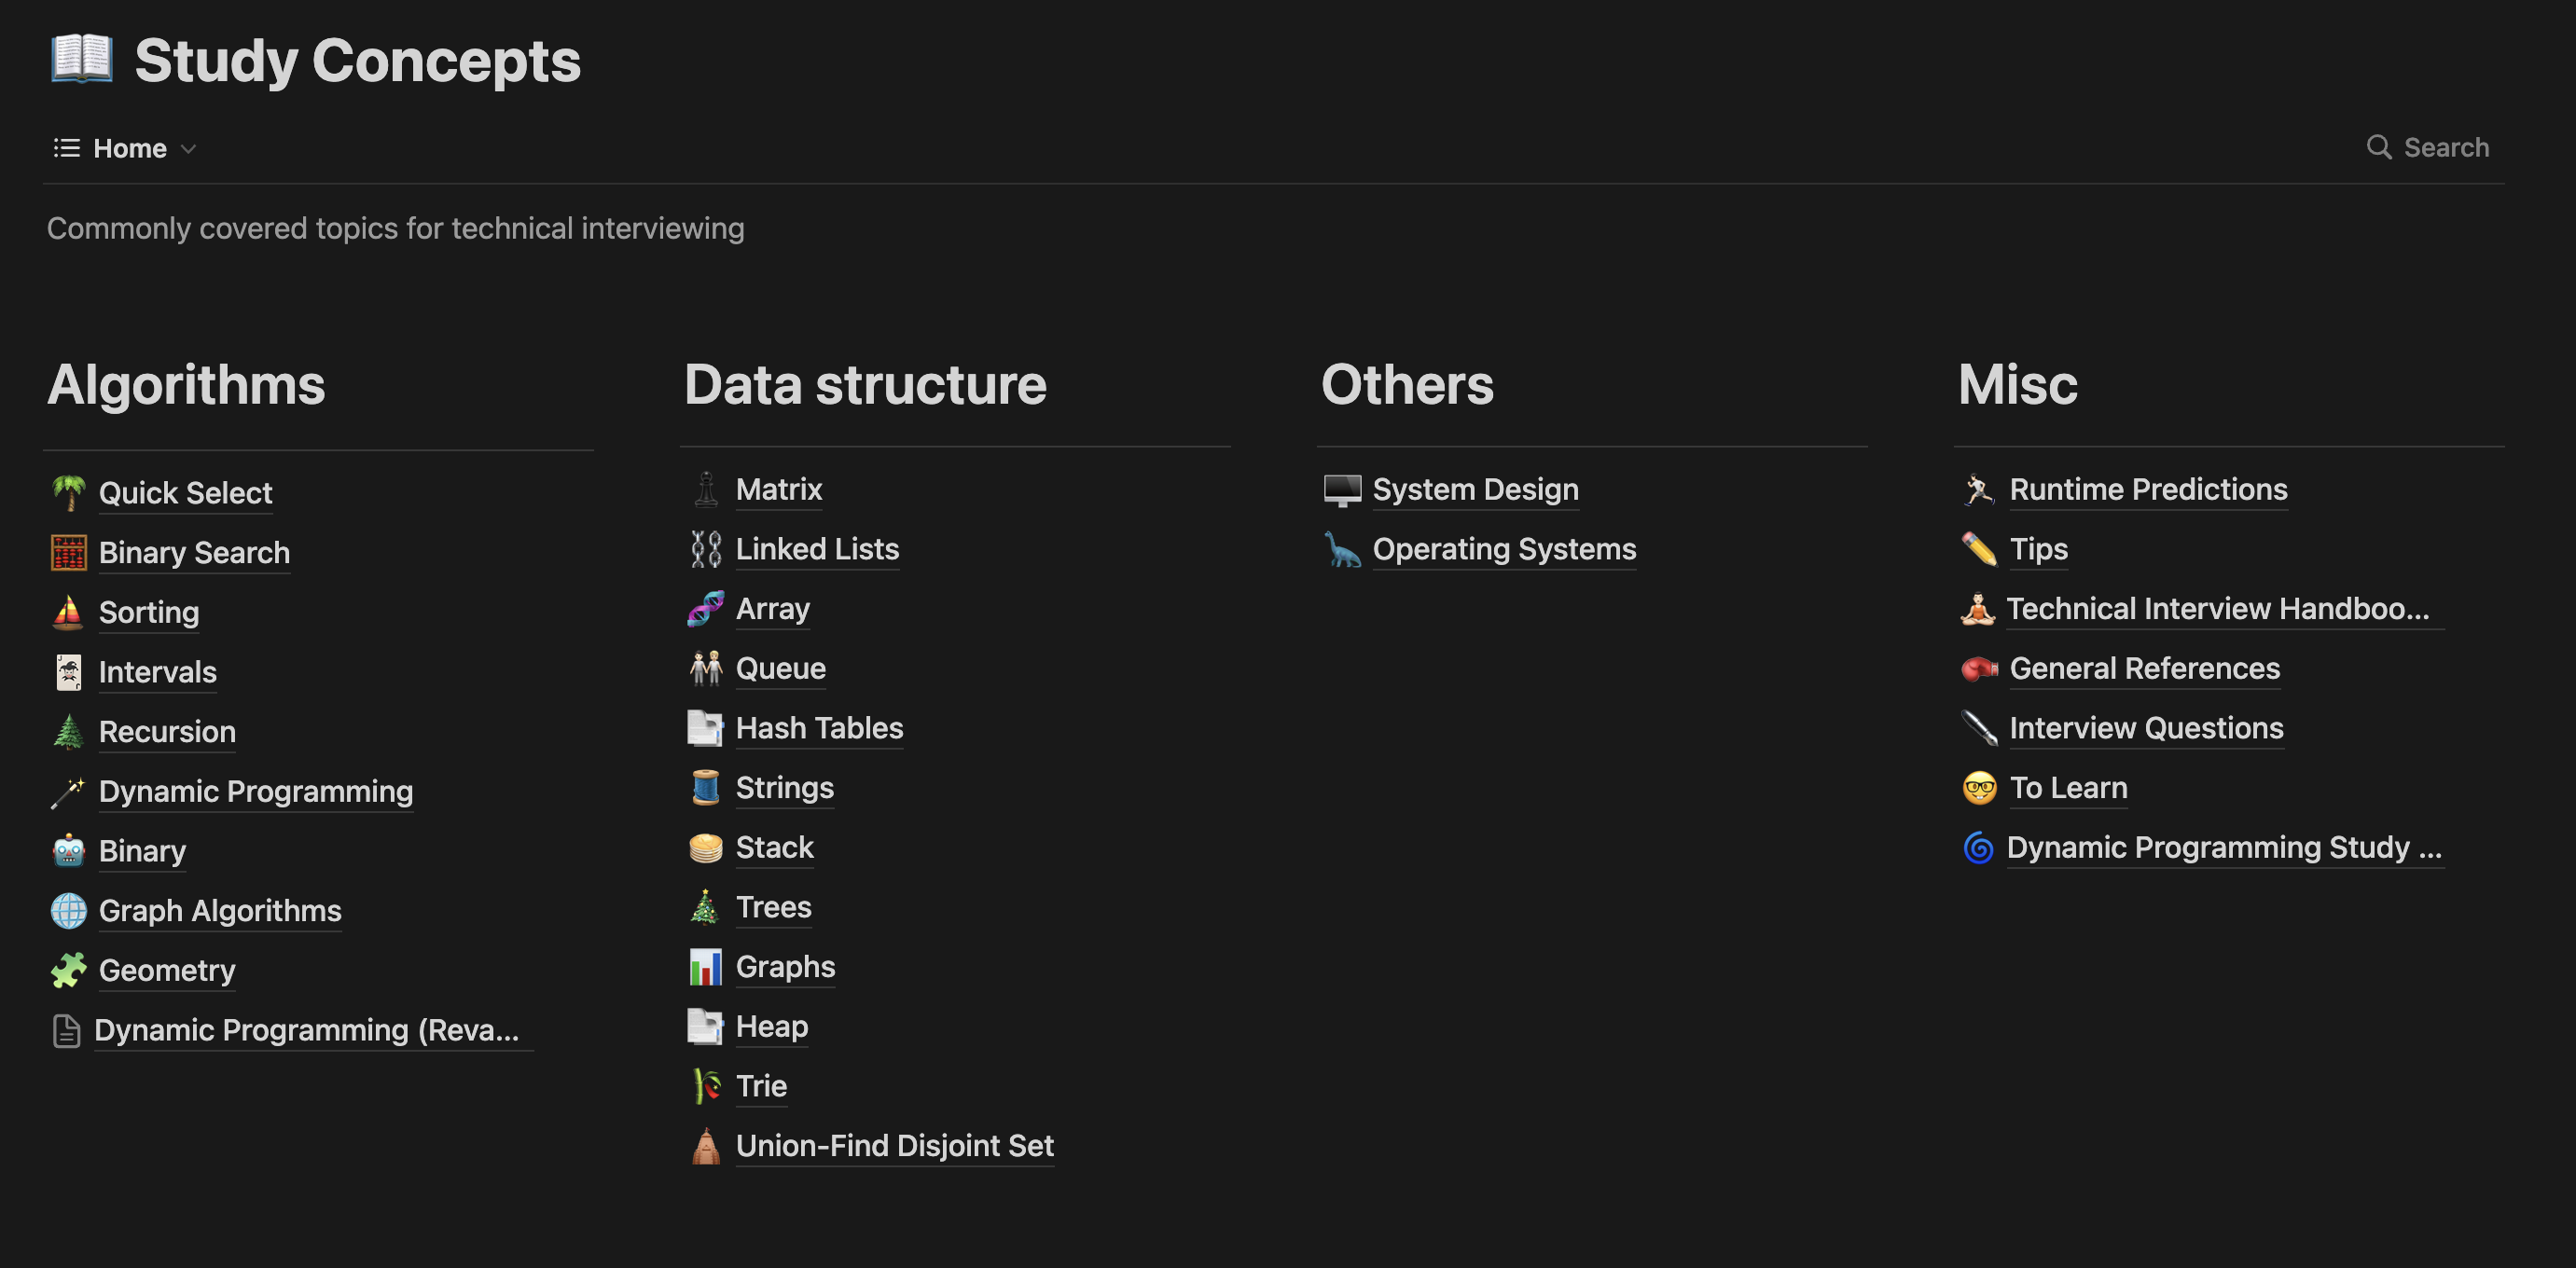 Study Concepts
Home
Search
Commonly covered topics for technical interviewing
Algorithms
Quick Select
Binary Search
Sorting
Intervals
Recursion
Dynamic Programming
Binary
Graph Algorithms
Geometry
Dynamic Programming (Reva...
Data structure
Matrix
Linked Lists
Array
Queue
Hash Tables
Strings
Stack
Trees
Graphs
Heap
Trie
Union-Find Disjoint Set
Others
System Design
Operating Systems
Misc
Runtime Predictions
Tips
Technical Interview Handboo...
General References
Interview Questions
To Learn
Dynamic Programming Study ...